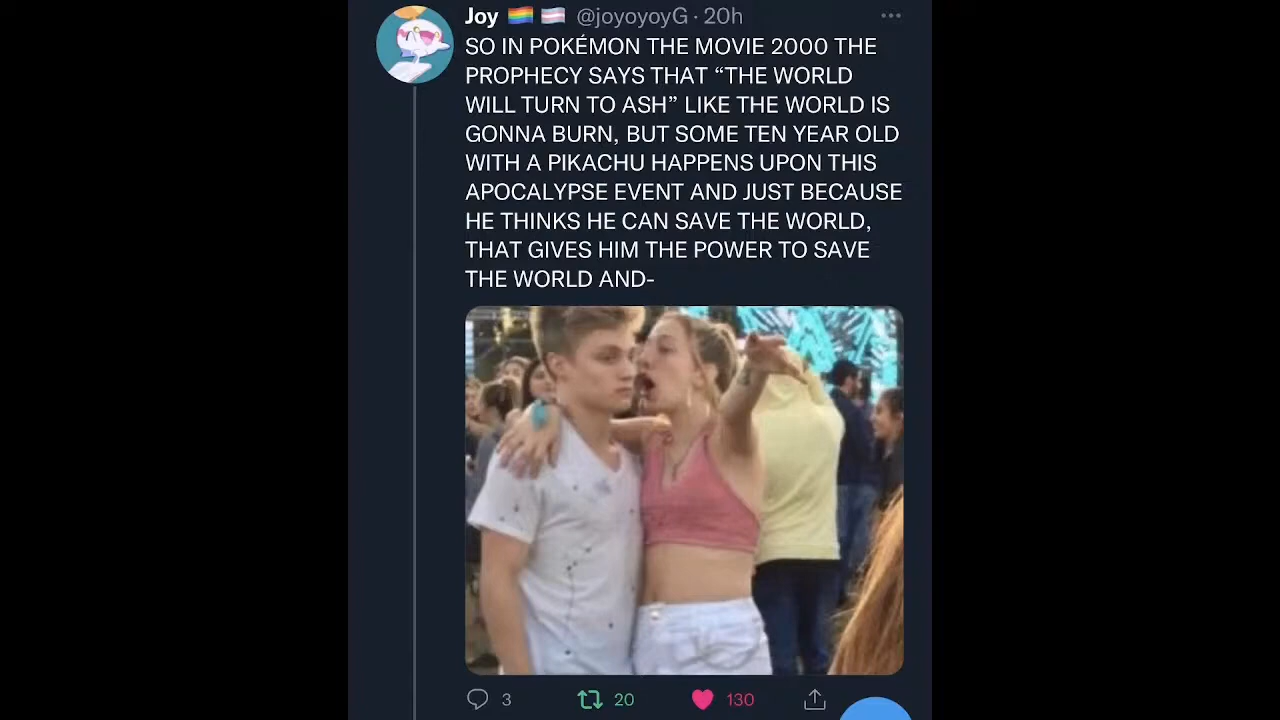 Joy 🏳️‍🌈 🏳️‍⚧️ @joyoyoyG · 20h
SO IN POKÉMON THE MOVIE 2000 THE
PROPHECY SAYS THAT “THE WORLD
WILL TURN TO ASH” LIKE THE WORLD IS
GONNA BURN, BUT SOME TEN YEAR OLD
WITH A PIKACHU HAPPENS UPON THIS
APOCALYPSE EVENT AND JUST BECAUSE
HE THINKS HE CAN SAVE THE WORLD,
THAT GIVES HIM THE POWER TO SAVE
THE WORLD AND-
3 20 130